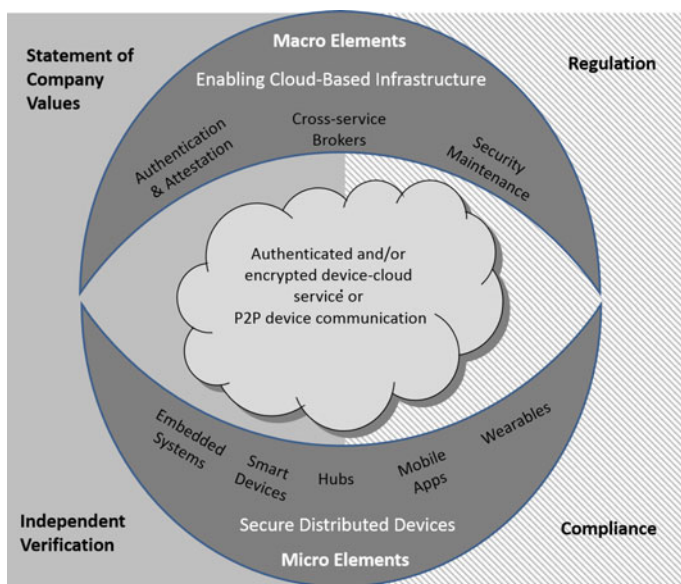 Statement of
Company
Values
Macro Elements
Enabling Cloud-Based Infrastructure
Regulation
Authentication
& Attestation
Cross-service
Brokers
Security
Maintenance
Authenticated and/or
encrypted device-cloud
service or
P2P device communication
Embedded
Systems
Smart
Devices
Hubs
Mobile
Apps
Wearables
Independent
Verification
Secure Distributed Devices
Micro Elements
Compliance